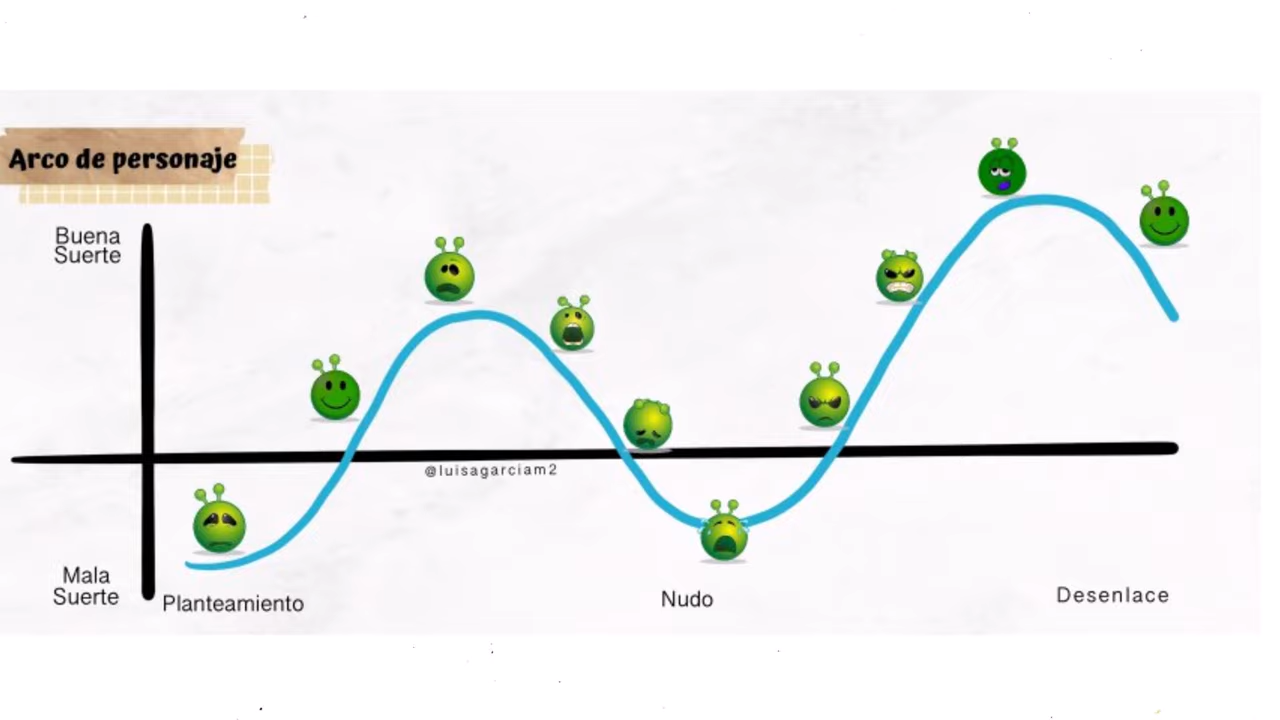 Arco de personaje
Buena
Suerte
@luisagarciam2
Mala
Suerte
Planteamiento
Nudo
Desenlace